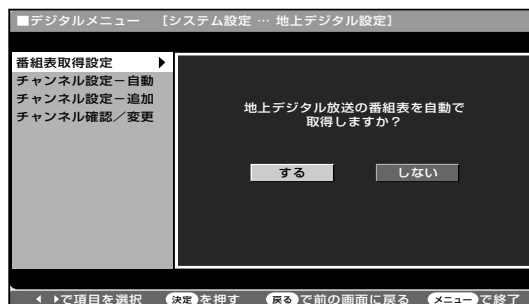 ■デジタルメニュー [システム設定 … 地上デジタル設定]
番組表取得設定
チャンネル設定－自動
チャンネル設定－追加
チャンネル確認／変更
地上デジタル放送の番組表を自動で
取得しますか？
する しない
で項目を選択 決定を押す 戻るで前の画面に戻る メニューで終了